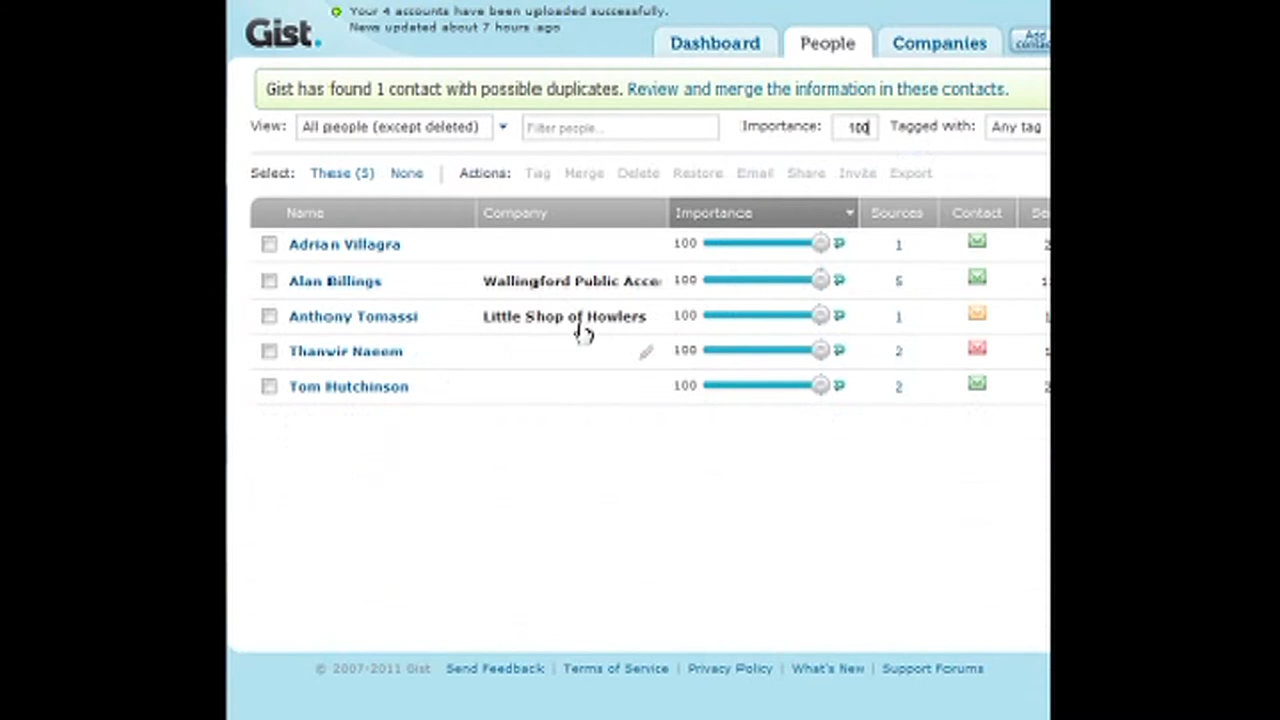 Your 4 accounts have been uploaded successfully.
Gist.
News updated about 7 hours ago
Dashboard People Companies Add
Gist has found 1 contact with possible duplicates. Review and merge the information in these contacts.
View: All people (except deleted) Filter people... Importance: 100 Tagged with: Any tag
Select: These (5) None | Actions: Tag Merge Delete Restore Email Share Invite Export
Name Company Importance Sources Contact
Adrian Villagra 100 1
Alan Billings Wallingford Public Acce 100 5
Anthony Tomassi Little Shop of Howlers 100 1
Thanwir Naeem 100 2
Tom Hutchinson 100 2
© 2007-2011 Gist Send Feedback | Terms of Service | Privacy Policy | What's New | Support Forums